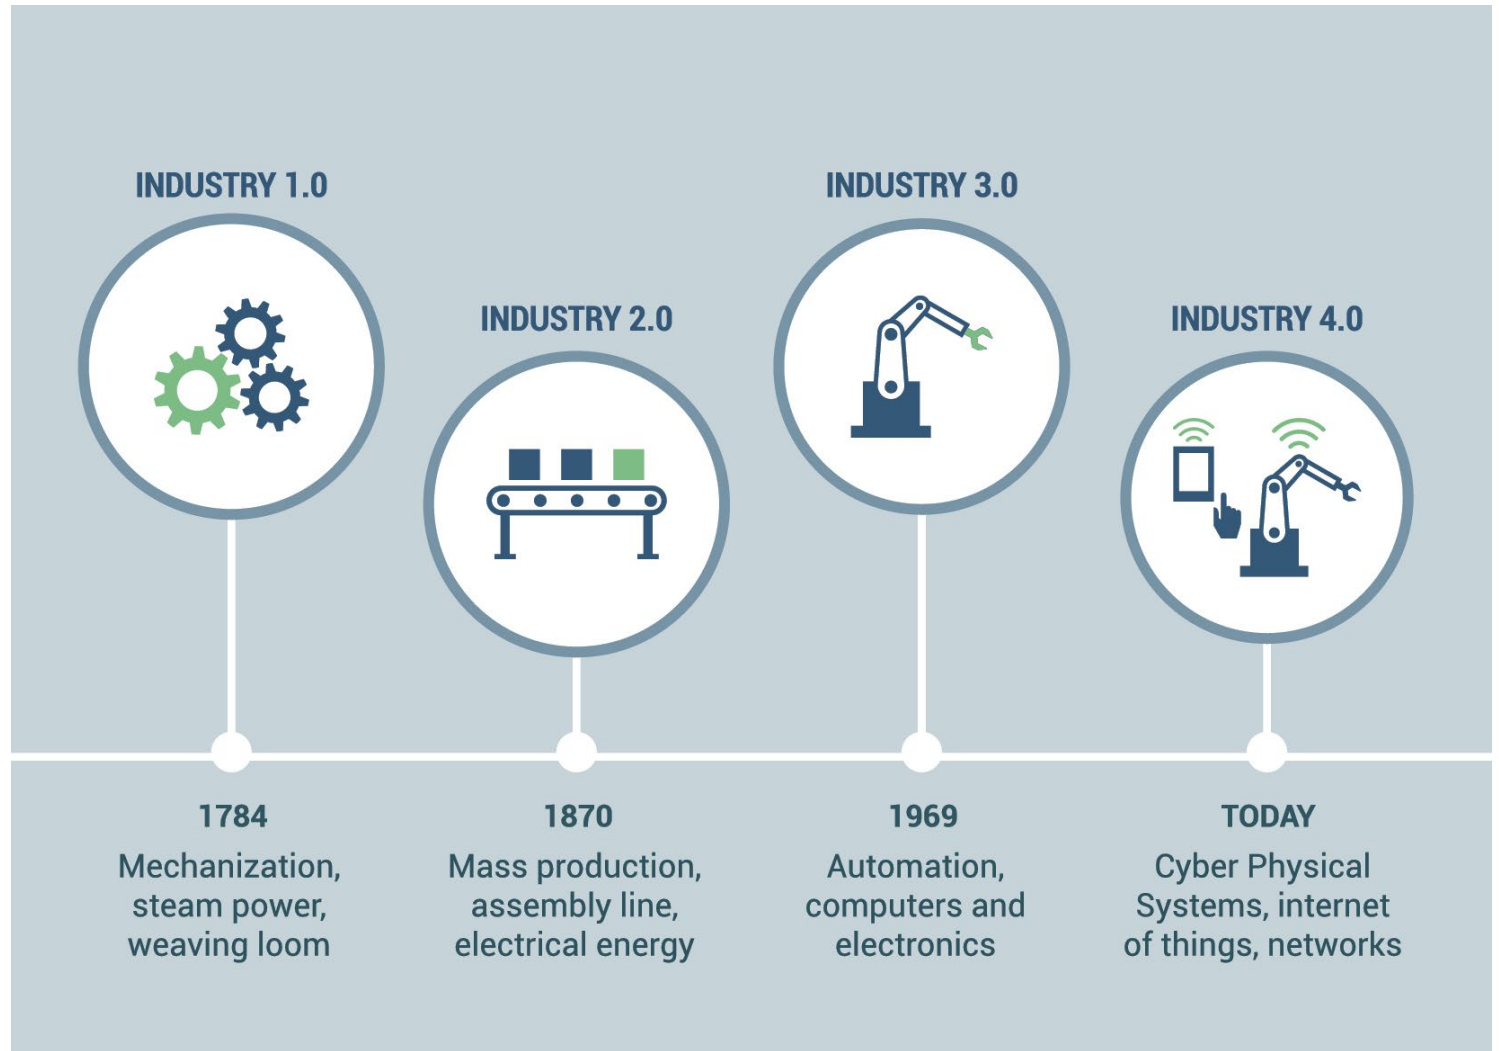 INDUSTRY 1.0
1784
Mechanization,
steam power,
weaving loom
INDUSTRY 2.0
1870
Mass production,
assembly line,
electrical energy
INDUSTRY 3.0
1969
Automation,
computers and
electronics
INDUSTRY 4.0
TODAY
Cyber Physical
Systems, internet
of things, networks